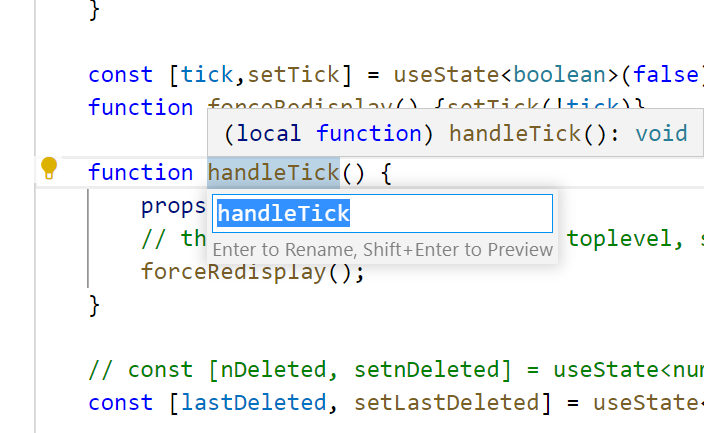 }
const [tick,setTick] = useState<boolean>(false)
function forceRedisplay() {setTick(!tick)}
(local function) handleTick(): void
function handleTick() {
props
handleTick
// th toplevel, s
Enter to Rename, Shift+Enter to Preview
forceRedisplay();
}
// const [nDeleted, setnDeleted] = useState<num
const [lastDeleted, setLastDeleted] = useState<